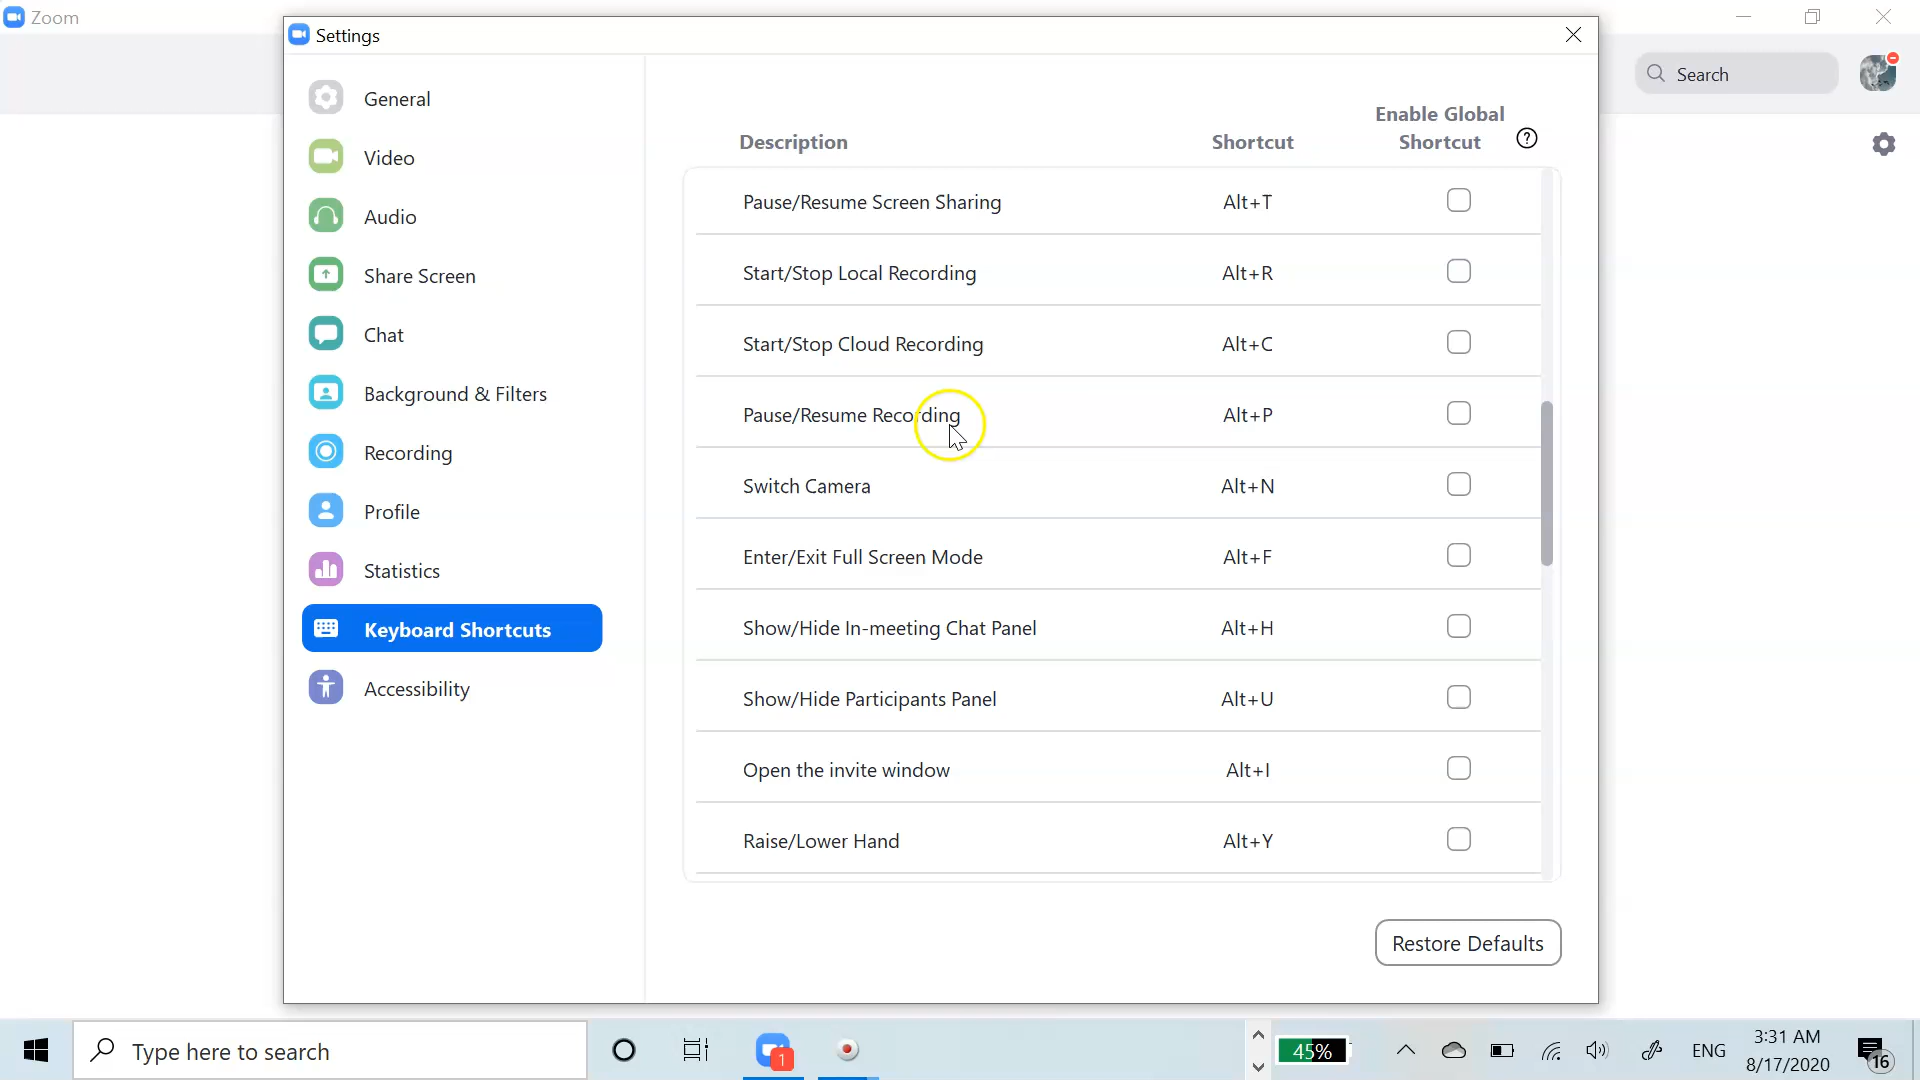 Zoom
Settings
Search
General
Video
Audio
Share Screen
Chat
Background & Filters
Recording
Profile
Statistics
Keyboard Shortcuts
Accessibility
Description Shortcut Enable Global Shortcut ?
Pause/Resume Screen Sharing Alt+T
Start/Stop Local Recording Alt+R
Start/Stop Cloud Recording Alt+C
Pause/Resume Recording Alt+P
Switch Camera Alt+N
Enter/Exit Full Screen Mode Alt+F
Show/Hide In-meeting Chat Panel Alt+H
Show/Hide Participants Panel Alt+U
Open the invite window Alt+I
Raise/Lower Hand Alt+Y
Restore Defaults
Type here to search
1
45%
ENG
3:31 AM
8/17/2020
16